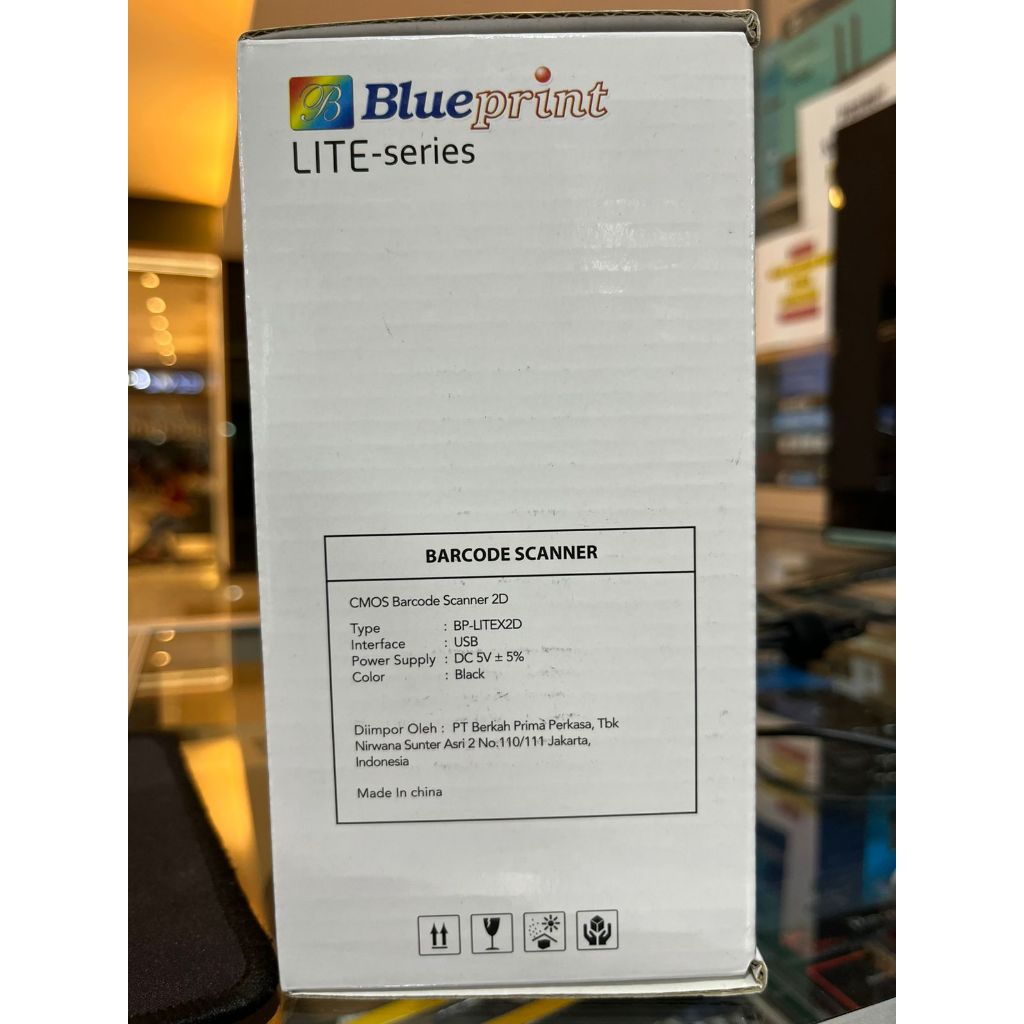 B Blueprint
LITE-series
BARCODE SCANNER
CMOS Barcode Scanner 2D
Type : BP-LITEX2D
Interface : USB
Power Supply : DC 5V ± 5%
Color : Black
Diimpor Oleh : PT Berkah Prima Perkasa, Tbk
Nirwana Sunter Asri 2 No.110/111 Jakarta,
Indonesia
Made In china